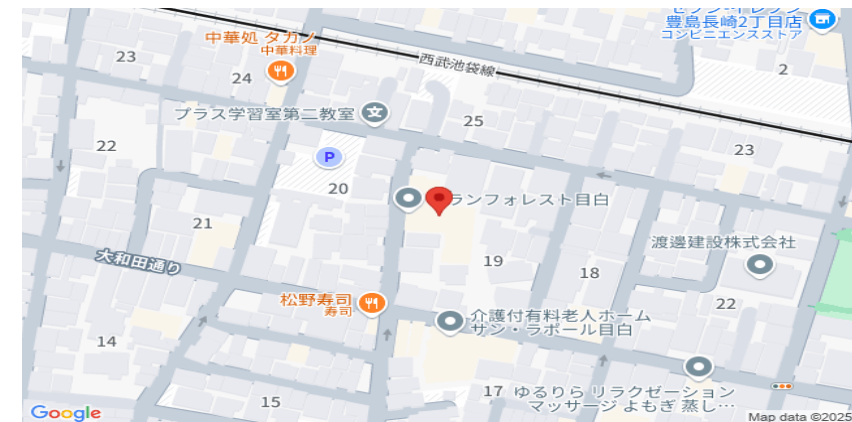 セブン-イレブン
豊島長崎2丁目店
コンビニエンスストア
中華処 タカノ
中華料理
23
24
西武池袋線
2
プラス学習室第二教室
文
25
22
P
23
20
ランフォレスト目白
21
渡邊建設株式会社
大和田通り
19
18
松野寿司
寿司
22
介護付有料老人ホーム
サン・ラポール目白
14
17
ゆるりら リラクゼーション
マッサージ よもぎ 蒸し…
15
Google
Map data ©2025